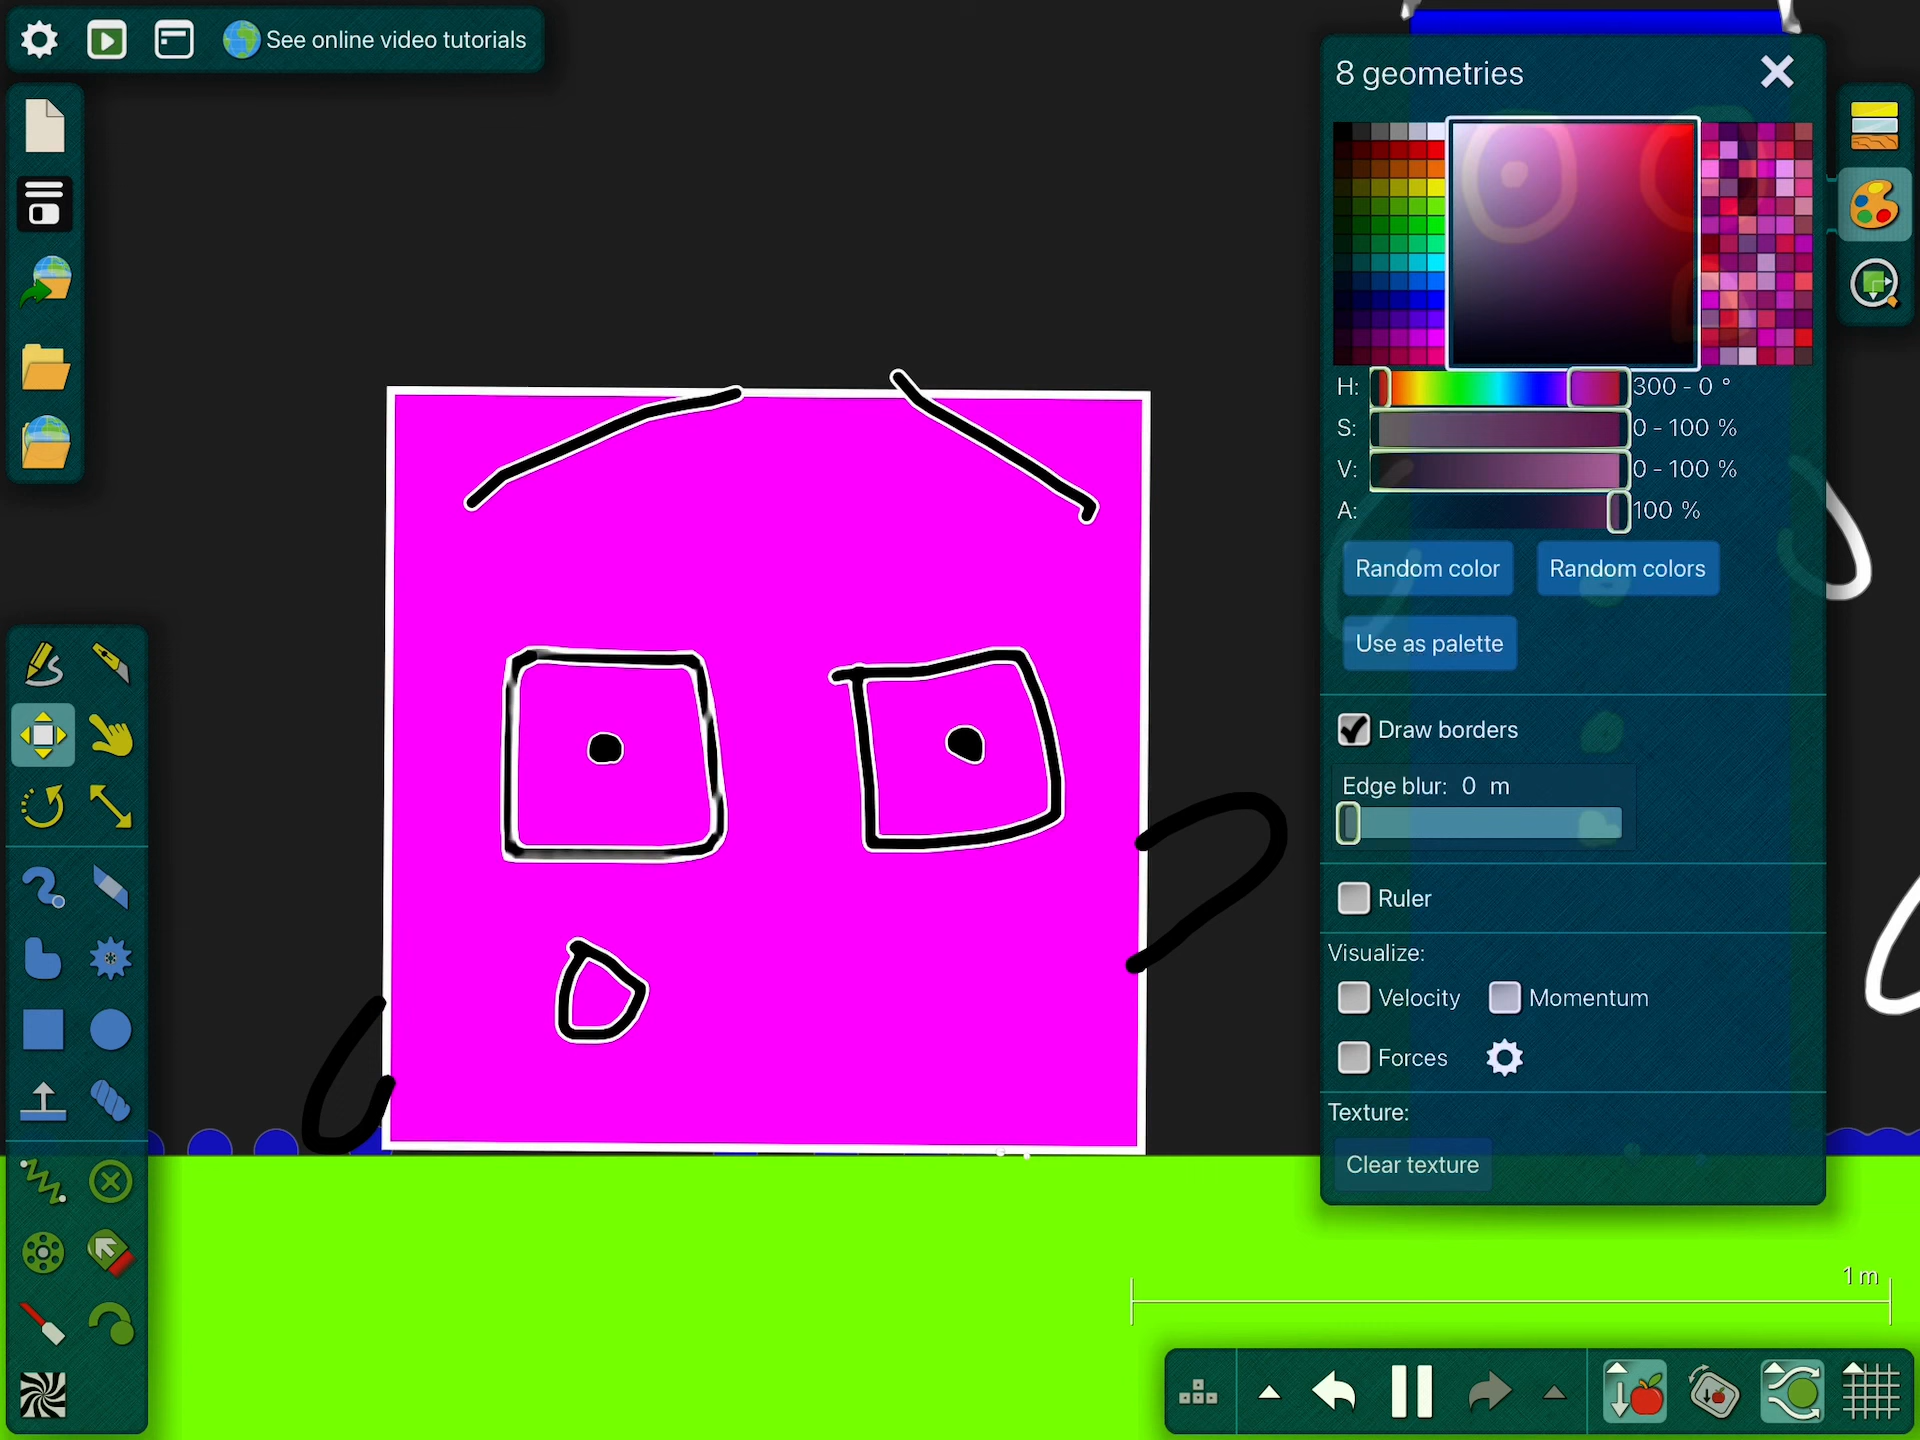 See online video tutorials
8 geometries
H: 300 - 0 °
S: 0 - 100 %
V: 0 - 100 %
A: 100 %
Random color Random colors
Use as palette
Draw borders
Edge blur: 0 m
Ruler
Visualize:
Velocity Momentum
Forces
Texture:
Clear texture
1 m